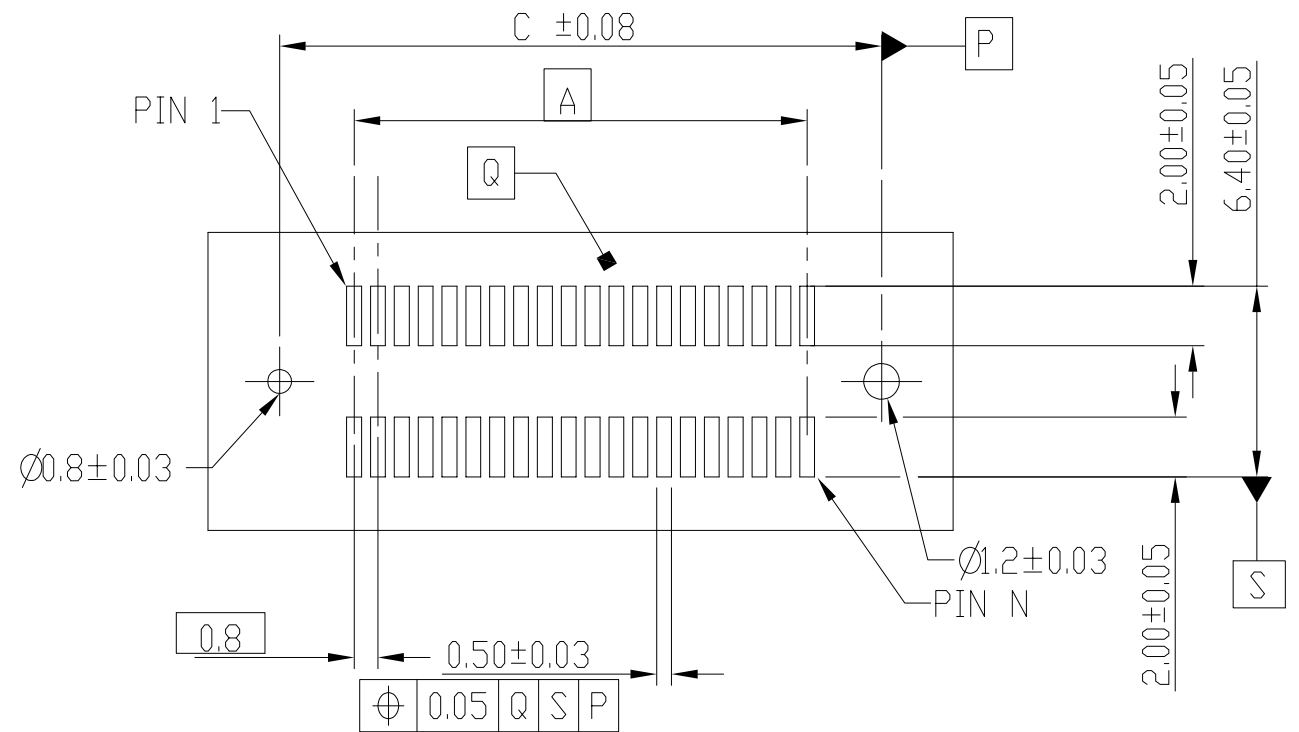 C ±0.08
P
A
PIN 1
Q
2.00±0.05
6.40±0.05
Ø0.8±0.03
Ø1.2±0.03
PIN N
2.00±0.05
S
0.8
0.50±0.03
⌖ 0.05 Q S P